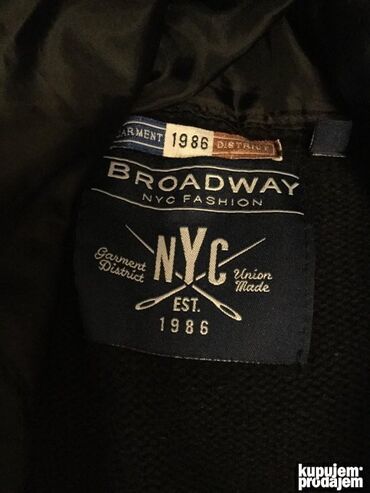 GARMENT 1986 DISTRICT
BROADWAY
NYC FASHION
NYC
Garment District
Union Made
EST.
1986
kupujem
prodajem